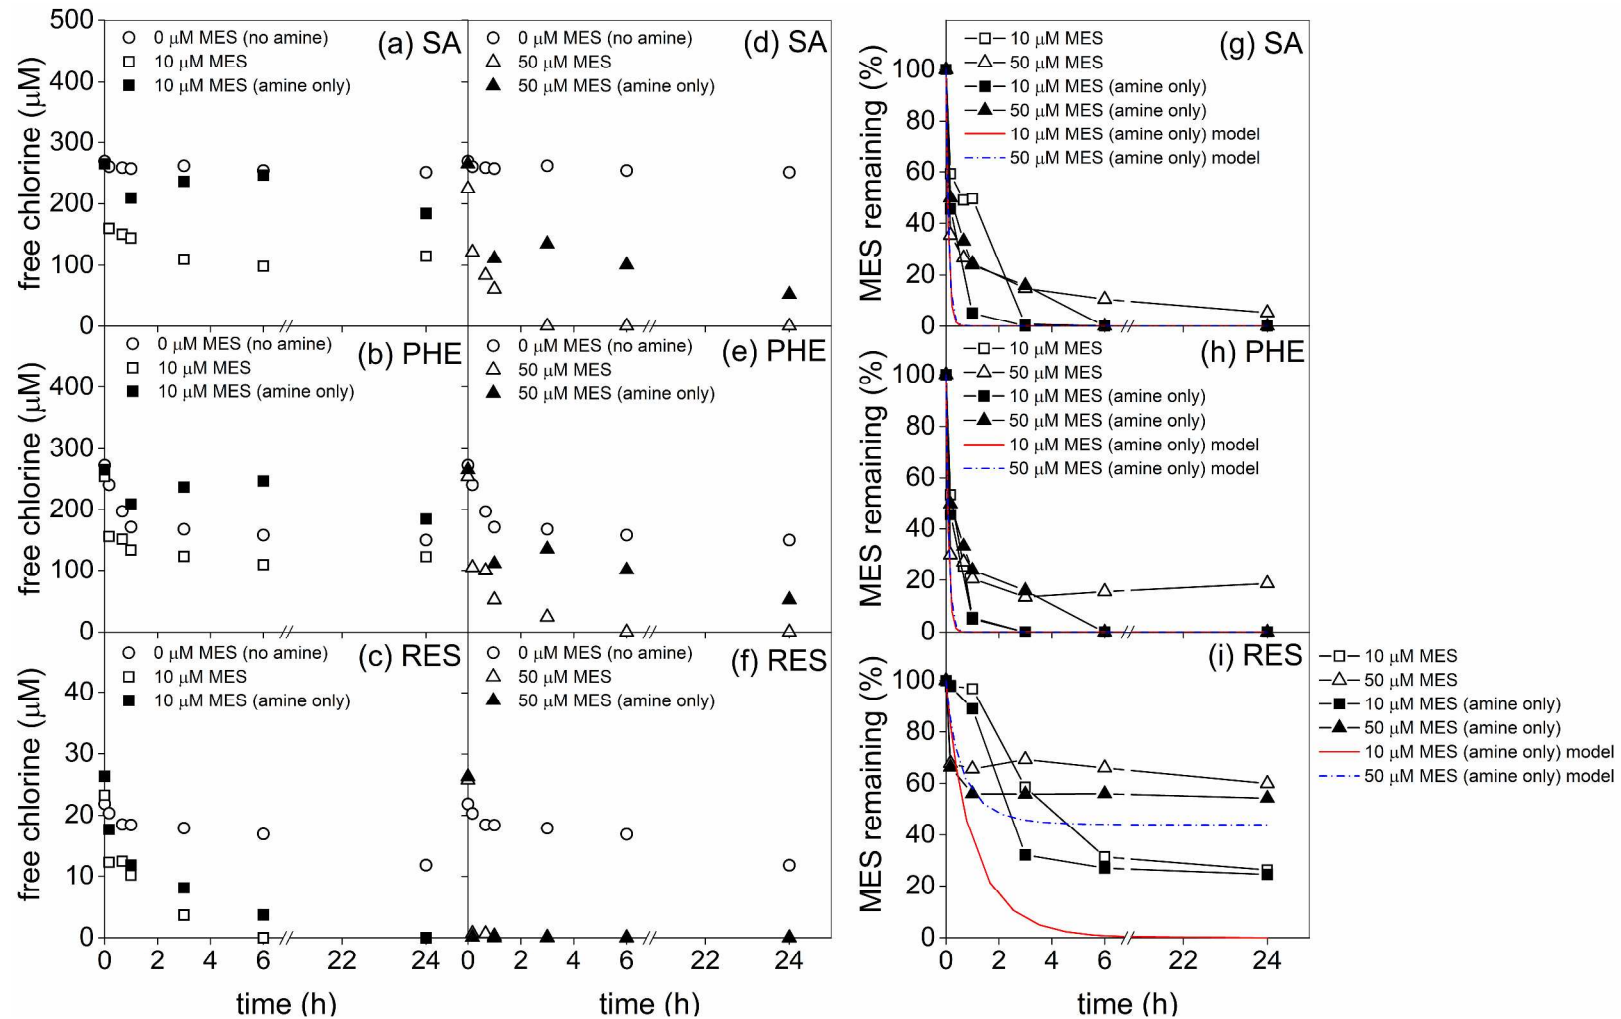 500
400
300
200
100
0
free chlorine (μM)
0 μM MES (no amine)
10 μM MES
10 μM MES (amine only)
(a) SA
0 μM MES (no amine)
50 μM MES
50 μM MES (amine only)
(d) SA
100
80
60
40
20
0
MES remaining (%)
10 μM MES
50 μM MES
10 μM MES (amine only)
50 μM MES (amine only)
10 μM MES (amine only) model
50 μM MES (amine only) model
(g) SA
400
300
200
100
0
free chlorine (μM)
0 μM MES (no amine)
10 μM MES
10 μM MES (amine only)
(b) PHE
0 μM MES (no amine)
50 μM MES
50 μM MES (amine only)
(e) PHE
100
80
60
40
20
0
MES remaining (%)
10 μM MES
50 μM MES
10 μM MES (amine only)
50 μM MES (amine only)
10 μM MES (amine only) model
50 μM MES (amine only) model
(h) PHE
40
30
20
10
0
free chlorine (μM)
0 μM MES (no amine)
10 μM MES
10 μM MES (amine only)
(c) RES
0 μM MES (no amine)
50 μM MES
50 μM MES (amine only)
(f) RES
100
80
60
40
20
0
MES remaining (%)
(i) RES
10 μM MES
50 μM MES
10 μM MES (amine only)
50 μM MES (amine only)
10 μM MES (amine only) model
50 μM MES (amine only) model
0 2 4 6 // 22 24
time (h)
0 2 4 6 // 22 24
time (h)
0 2 4 6 // 22 24
time (h)